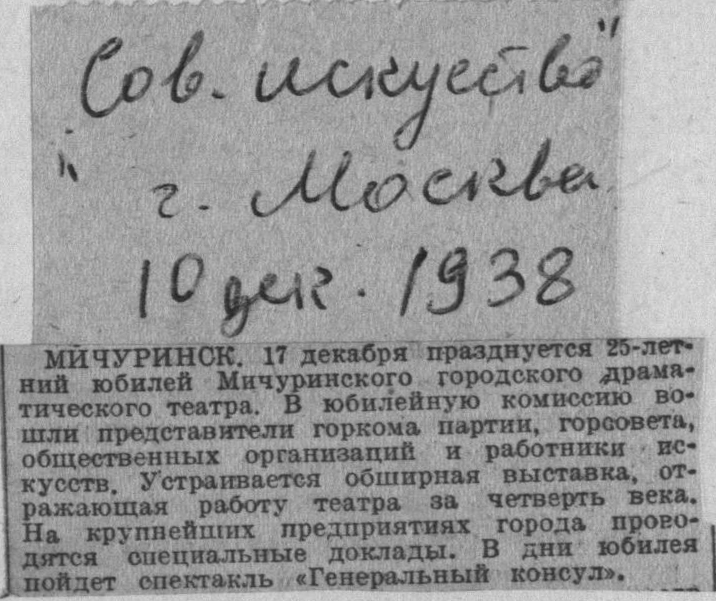 Сов. искуство"
" г. Москва
10 дек. 1938
МИЧУРИНСК. 17 декабря празднуется 25-лет-
ний юбилей Мичуринского городского драма-
тического театра. В юбилейную комиссию во-
шли представители горкома партии, горсовета,
общественных организаций и работники ис-
кусств. Устраивается обширная выставка, от-
ражающая работу театра за четверть века.
На крупнейших предприятиях города прово-
дятся специальные доклады. В дни юбилея
пойдет спектакль «Генеральный консул».